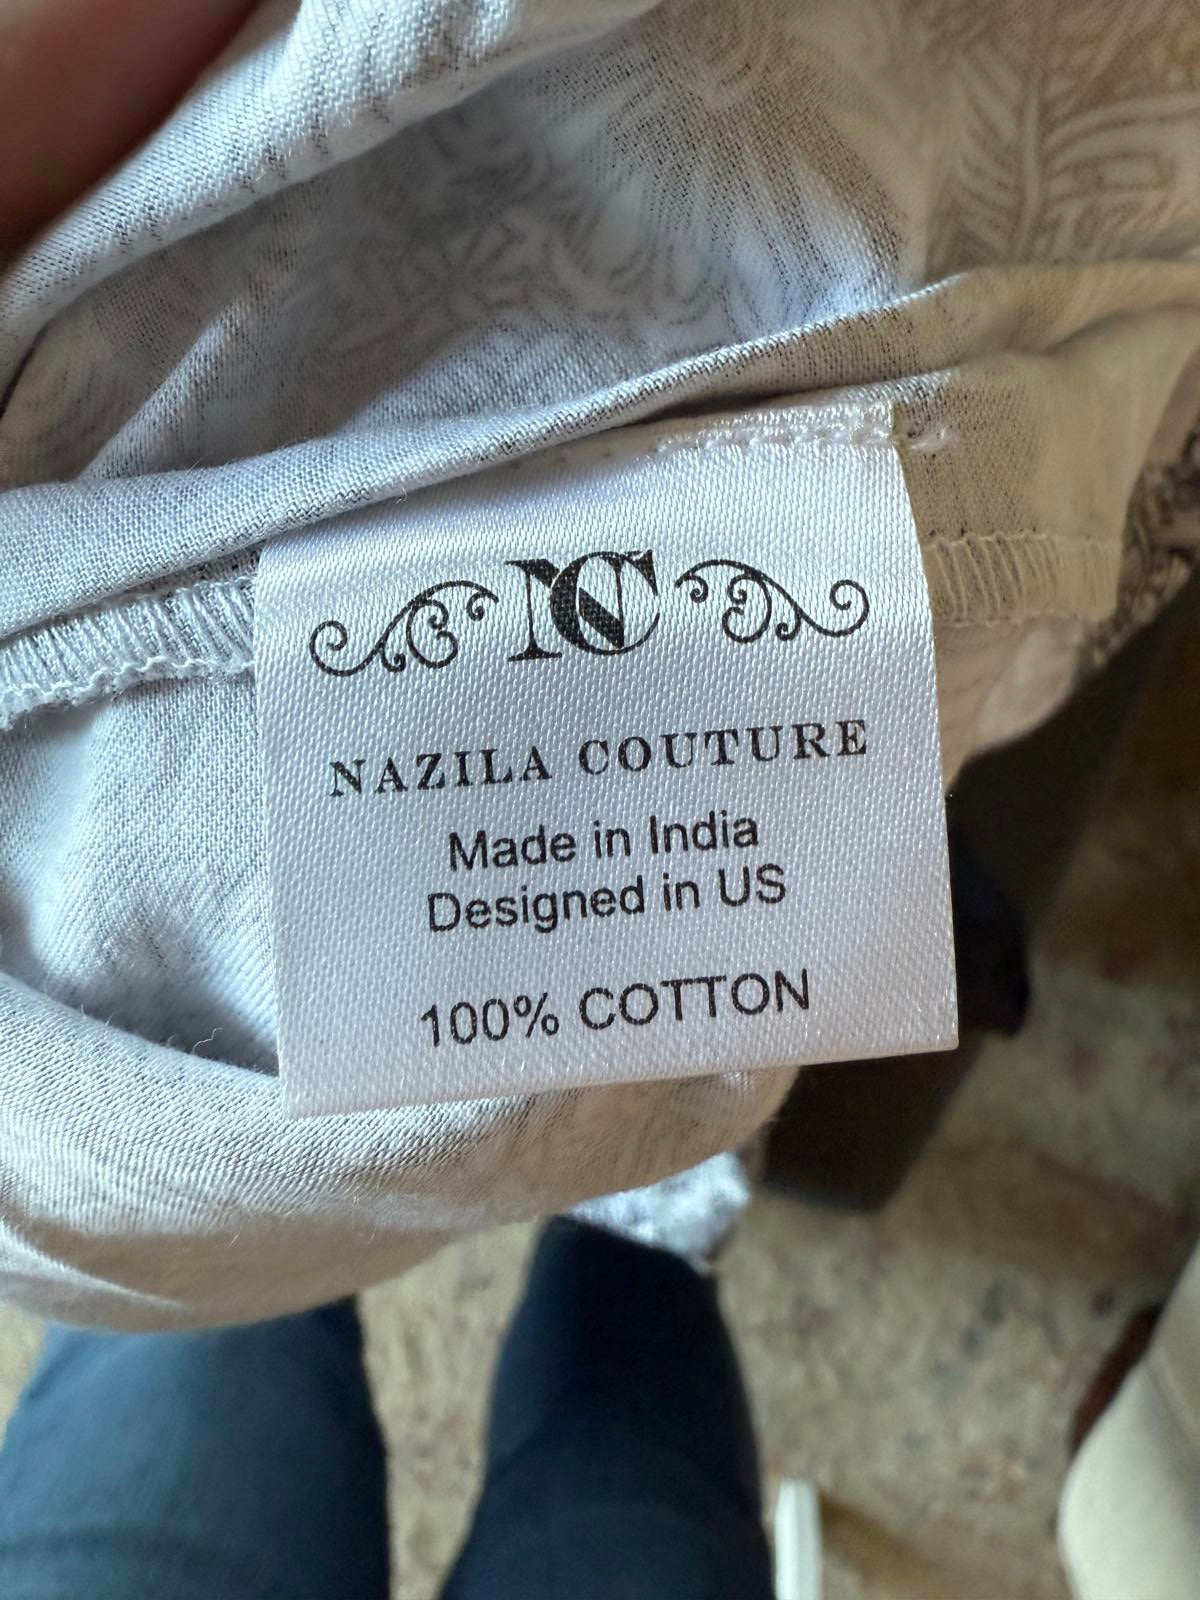 NC
NAZILA COUTURE
Made in India
Designed in US
100% COTTON